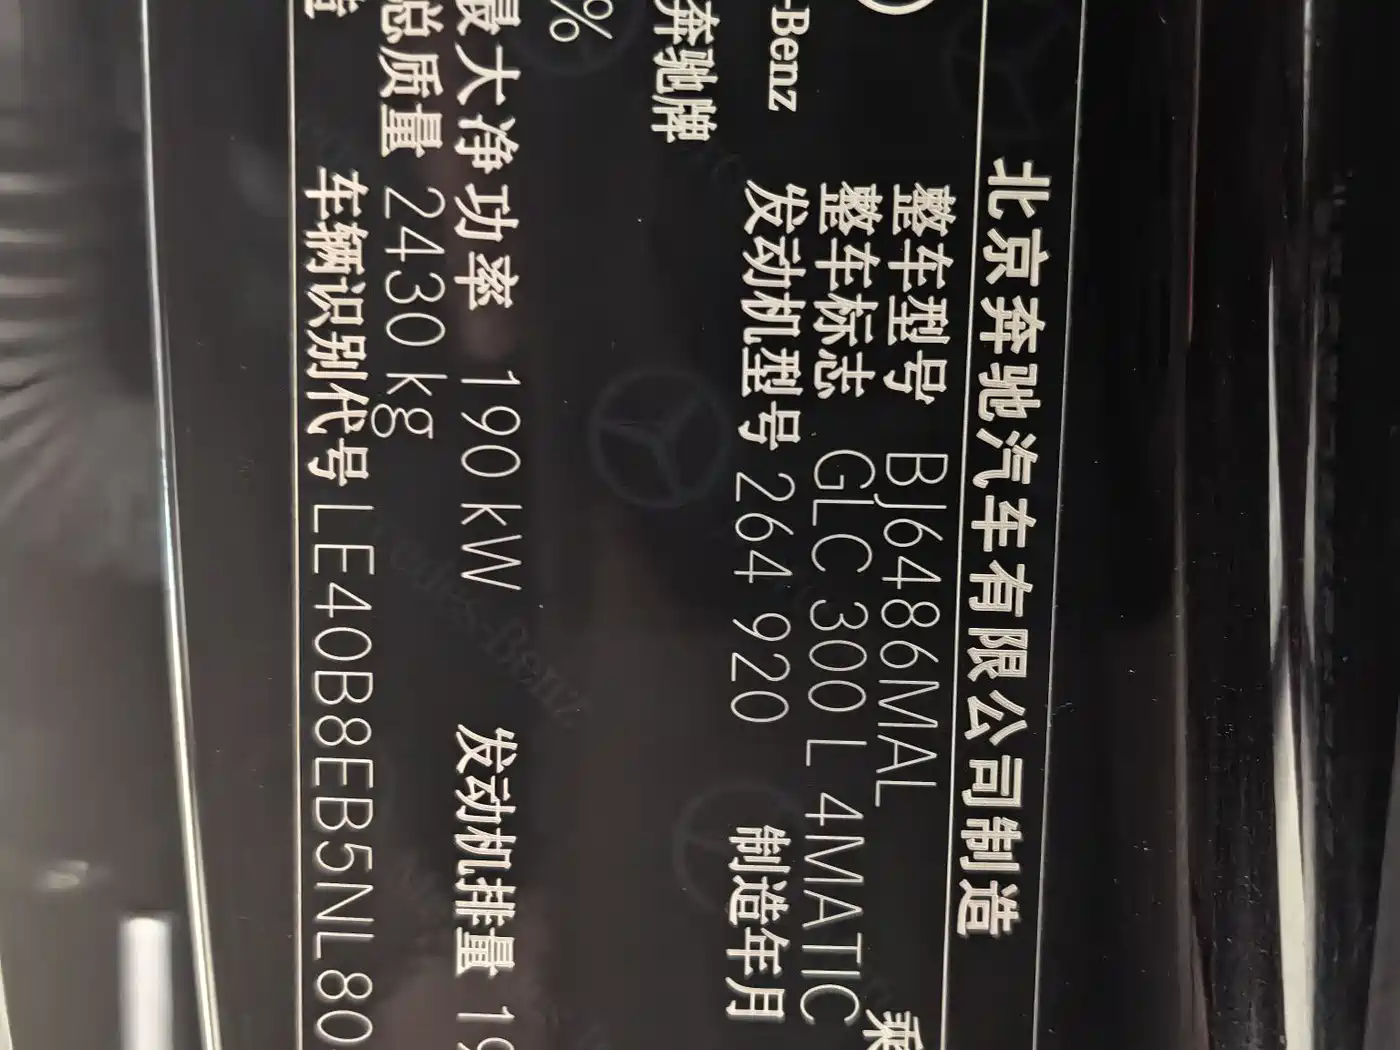 北京奔驰汽车有限公司制造
整车型号 BJ6486MAL 乘
-Benz 整车标志 GLC 300 L 4MATIC
奔驰牌 发动机型号 264 920 制造年月
%
最大净功率 190 kW 发动机排量 19
总质量 2430 kg
造 车辆识别代号 LE40B8EB5NL80